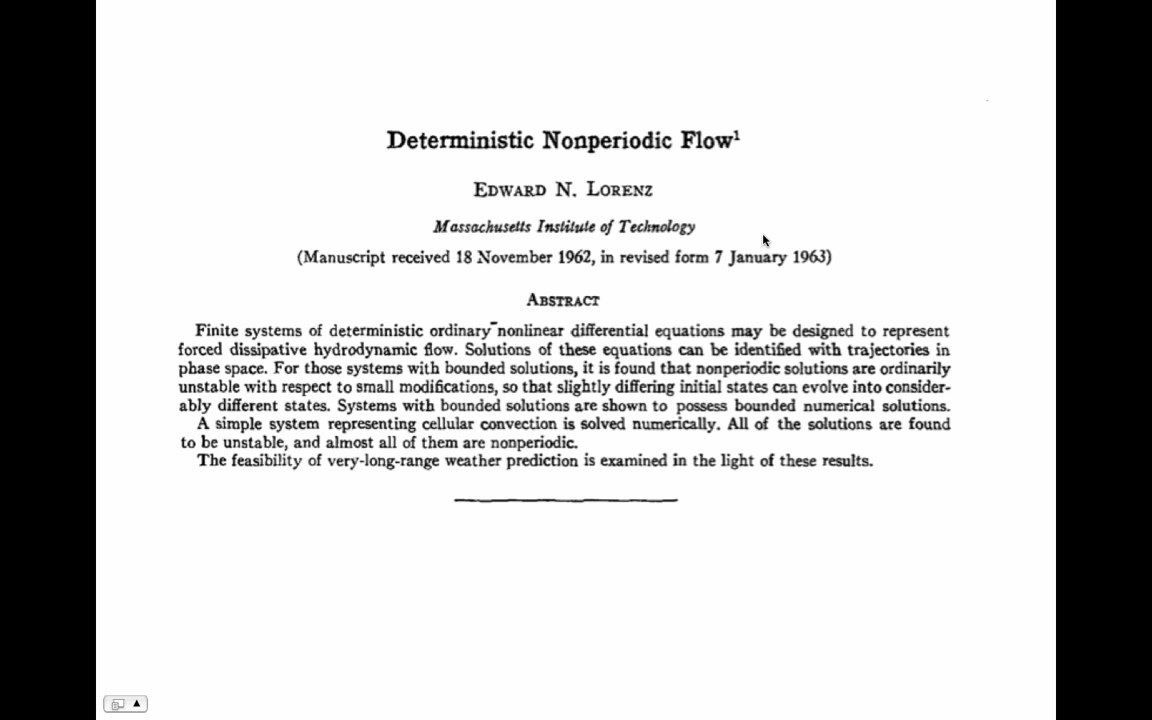 Deterministic Nonperiodic Flow¹
EDWARD N. LORENZ
Massachusetts Institute of Technology
(Manuscript received 18 November 1962, in revised form 7 January 1963)
ABSTRACT
Finite systems of deterministic ordinary nonlinear differential equations may be designed to represent
forced dissipative hydrodynamic flow. Solutions of these equations can be identified with trajectories in
phase space. For those systems with bounded solutions, it is found that nonperiodic solutions are ordinarily
unstable with respect to small modifications, so that slightly differing initial states can evolve into consider-
ably different states. Systems with bounded solutions are shown to possess bounded numerical solutions.
A simple system representing cellular convection is solved numerically. All of the solutions are found
to be unstable, and almost all of them are nonperiodic.
The feasibility of very-long-range weather prediction is examined in the light of these results.